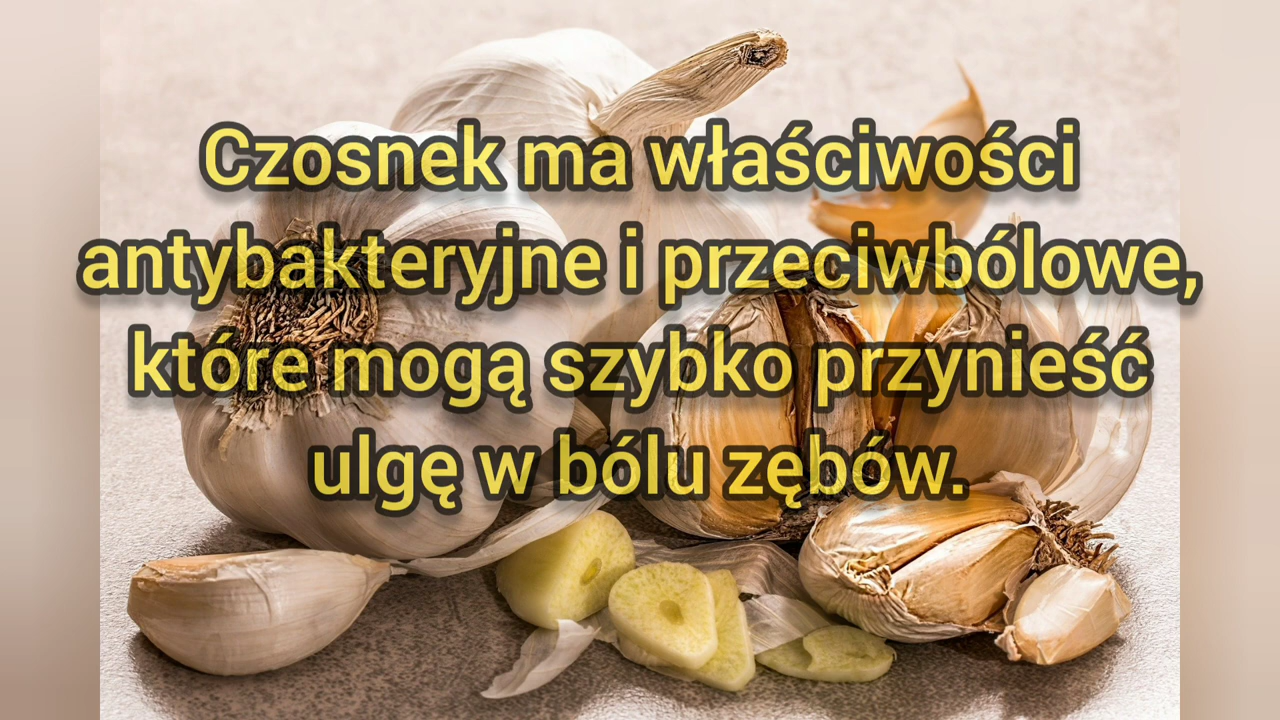 Czosnek ma właściwości
antybakteryjne i przeciwbólowe,
które mogą szybko przynieść
ulgę w bólu zębów.